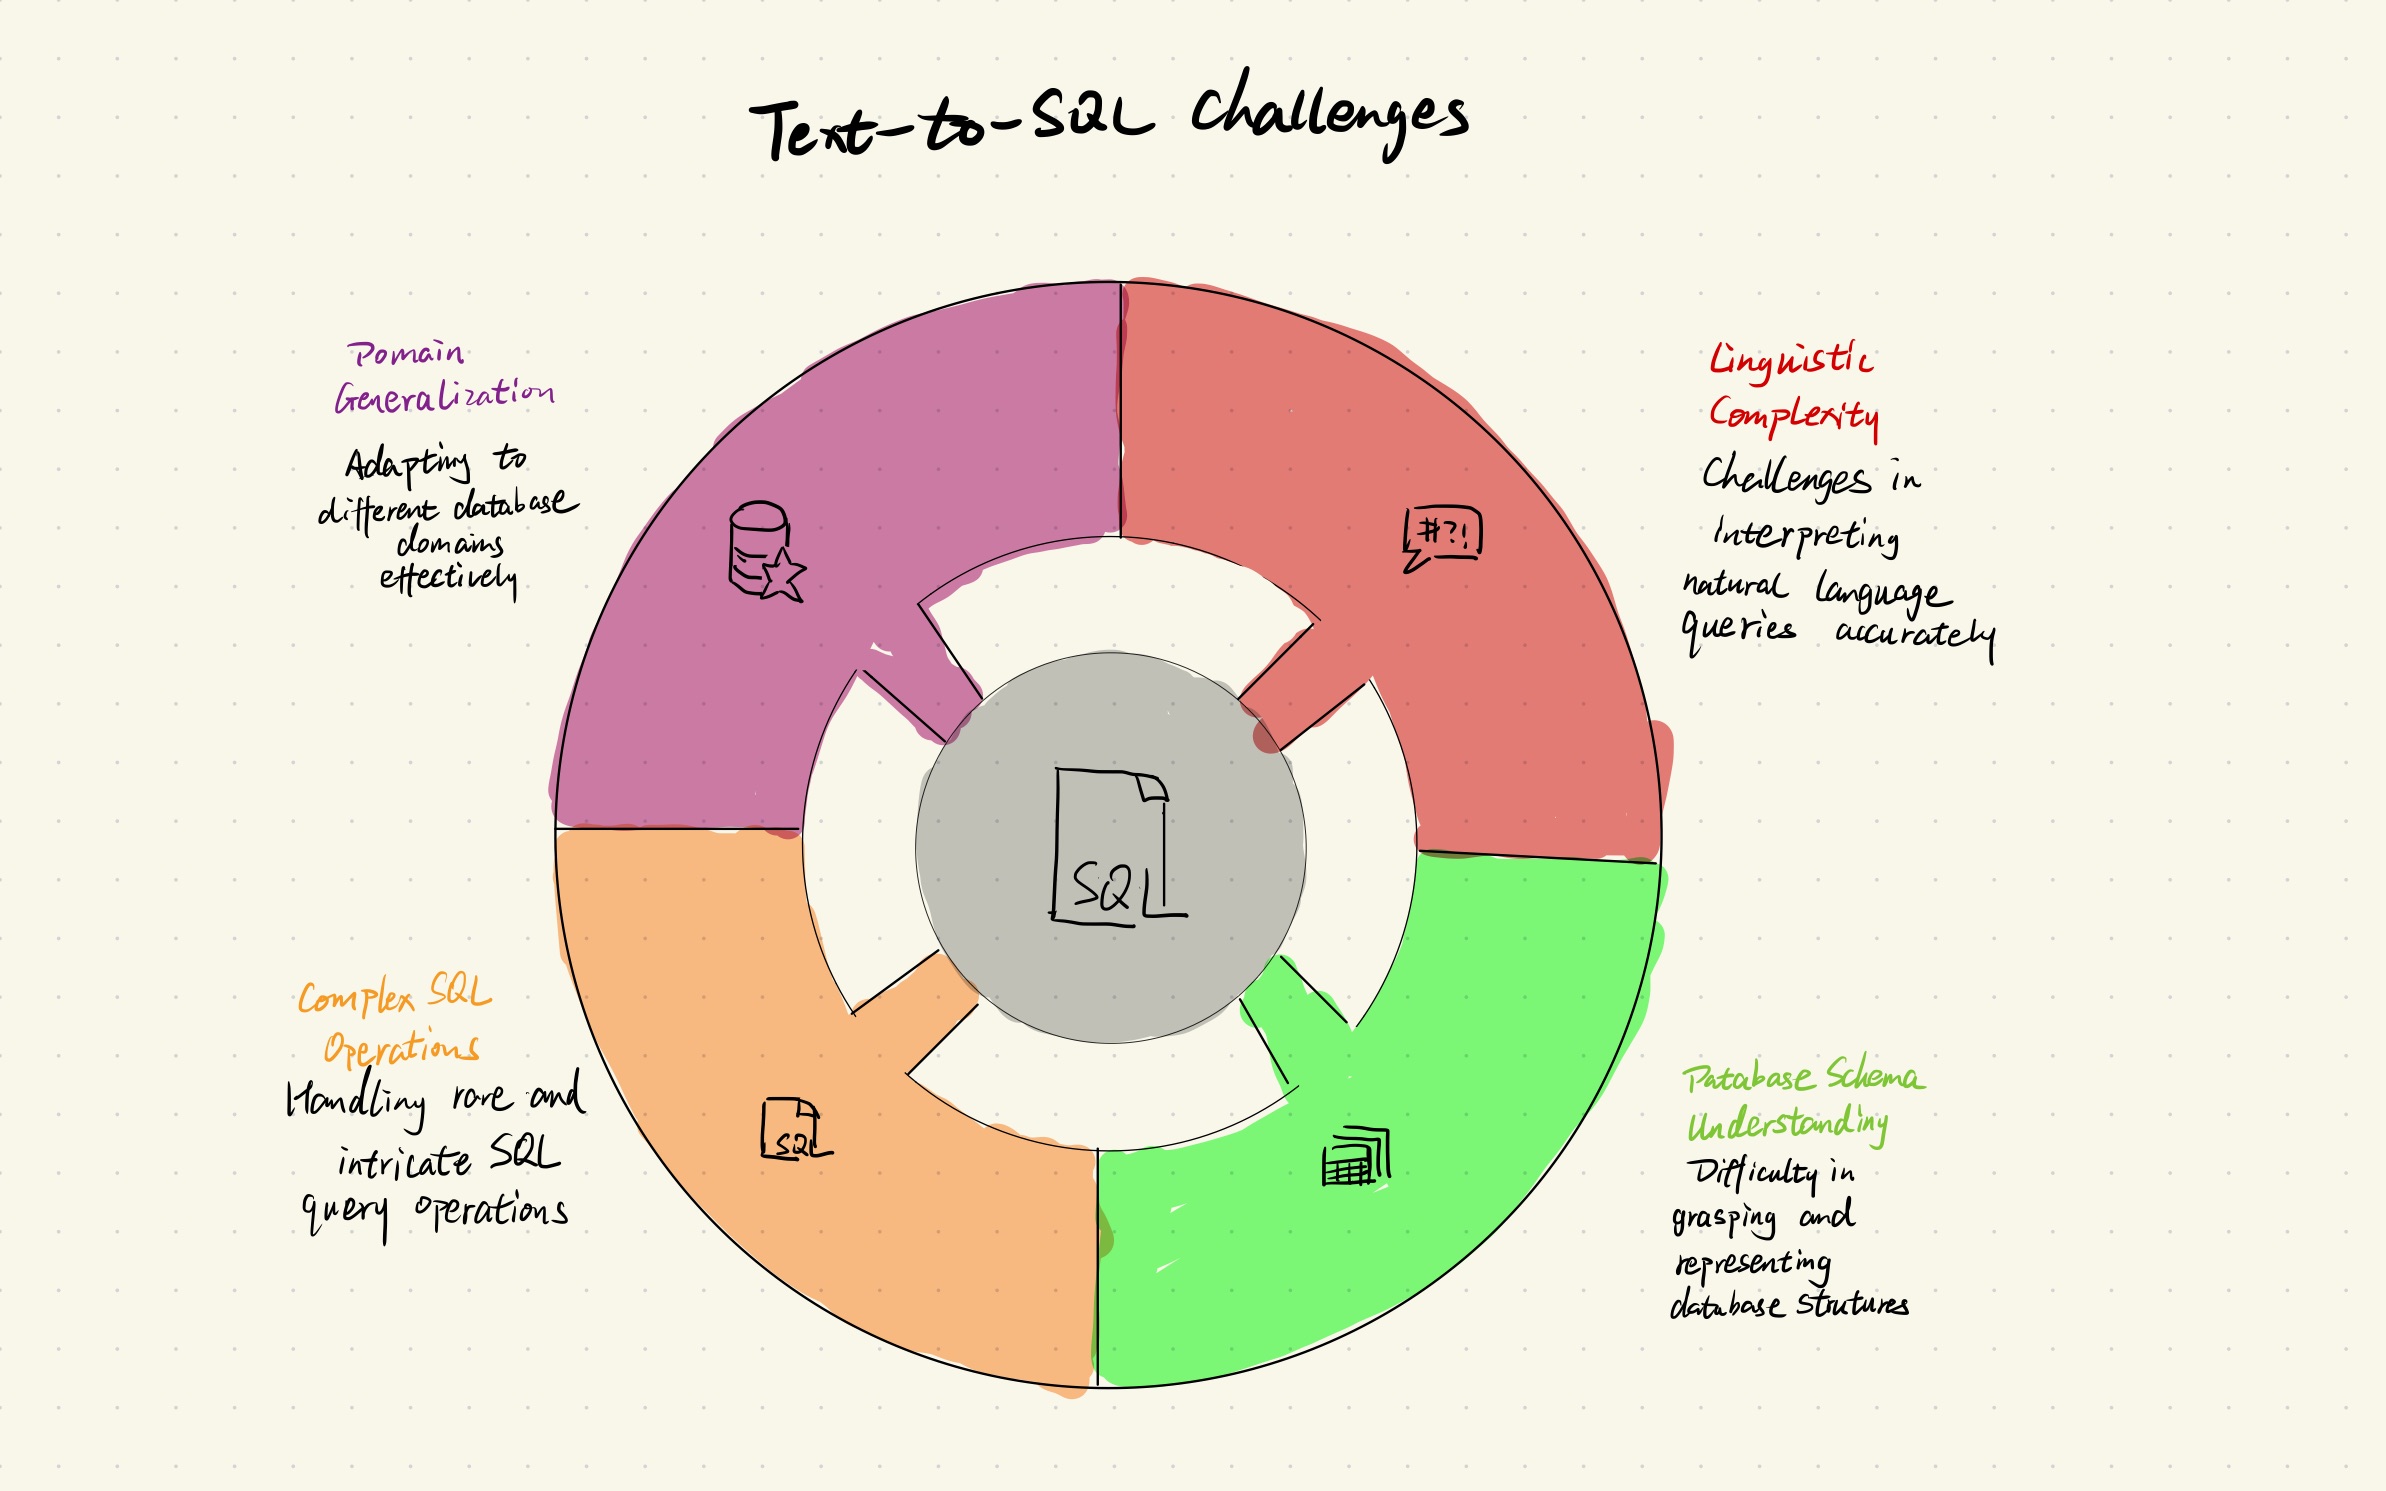 Text-to-SQL Challenges
Domain
Generalization
Adapting to
different database
domains
effectively
Linguistic
Complexity
Challenges in
interpreting
natural language
queries accurately
#?!
SQL
Complex SQL
Operations
Handling rare and
intricate SQL
query operations
SQL
Database Schema
Understanding
Difficulty in
grasping and
representing
database strutures